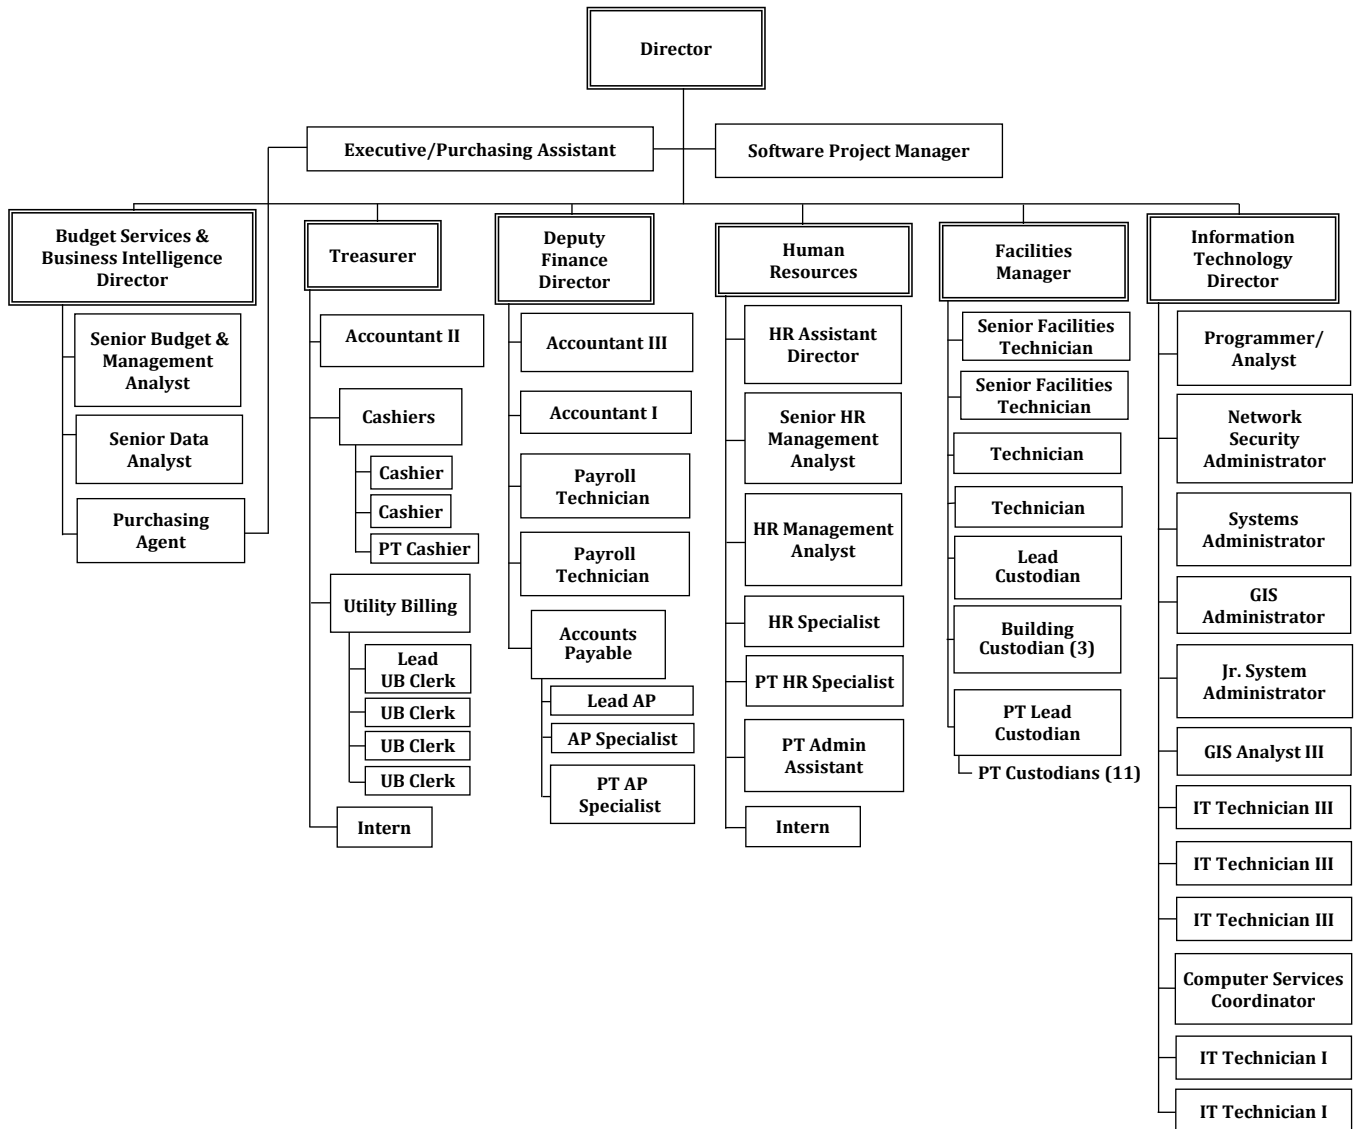 Director
Executive/Purchasing Assistant
Software Project Manager
Budget Services &
Business Intelligence
Director
Senior Budget &
Management
Analyst
Senior Data
Analyst
Purchasing
Agent
Treasurer
Accountant II
Cashiers
Cashier
Cashier
PT Cashier
Utility Billing
Lead
UB Clerk
UB Clerk
UB Clerk
UB Clerk
Intern
Deputy
Finance
Director
Accountant III
Accountant I
Payroll
Technician
Payroll
Technician
Accounts
Payable
Lead AP
AP Specialist
PT AP
Specialist
Human
Resources
HR Assistant
Director
Senior HR
Management
Analyst
HR Management
Analyst
HR Specialist
PT HR Specialist
PT Admin
Assistant
Intern
Facilities
Manager
Senior Facilities
Technician
Senior Facilities
Technician
Technician
Technician
Lead
Custodian
Building
Custodian (3)
PT Lead
Custodian
PT Custodians (11)
Information
Technology
Director
Programmer/
Analyst
Network
Security
Administrator
Systems
Administrator
GIS
Administrator
Jr. System
Administrator
GIS Analyst III
IT Technician III
IT Technician III
IT Technician III
Computer Services
Coordinator
IT Technician I
IT Technician I